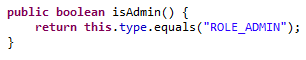 public boolean isAdmin() {
    return this.type.equals("ROLE_ADMIN");
}